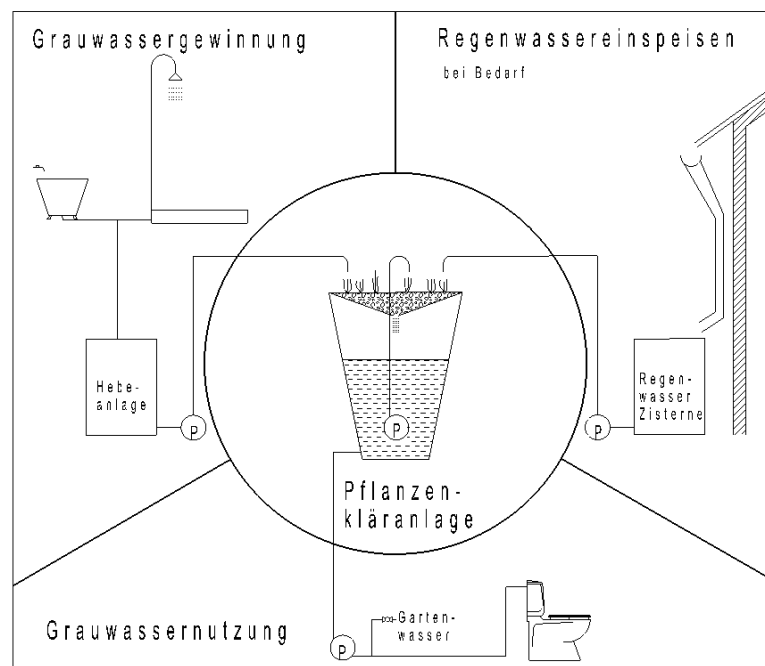 Grauwassergewinnung
Regenwassereinspeisen
bei Bedarf
Hebe-
anlage
P
P
P
Regen-
wasser
Zisterne
Pflanzen-
kläranlage
Grauwassernutzung
P
Garten-
wasser